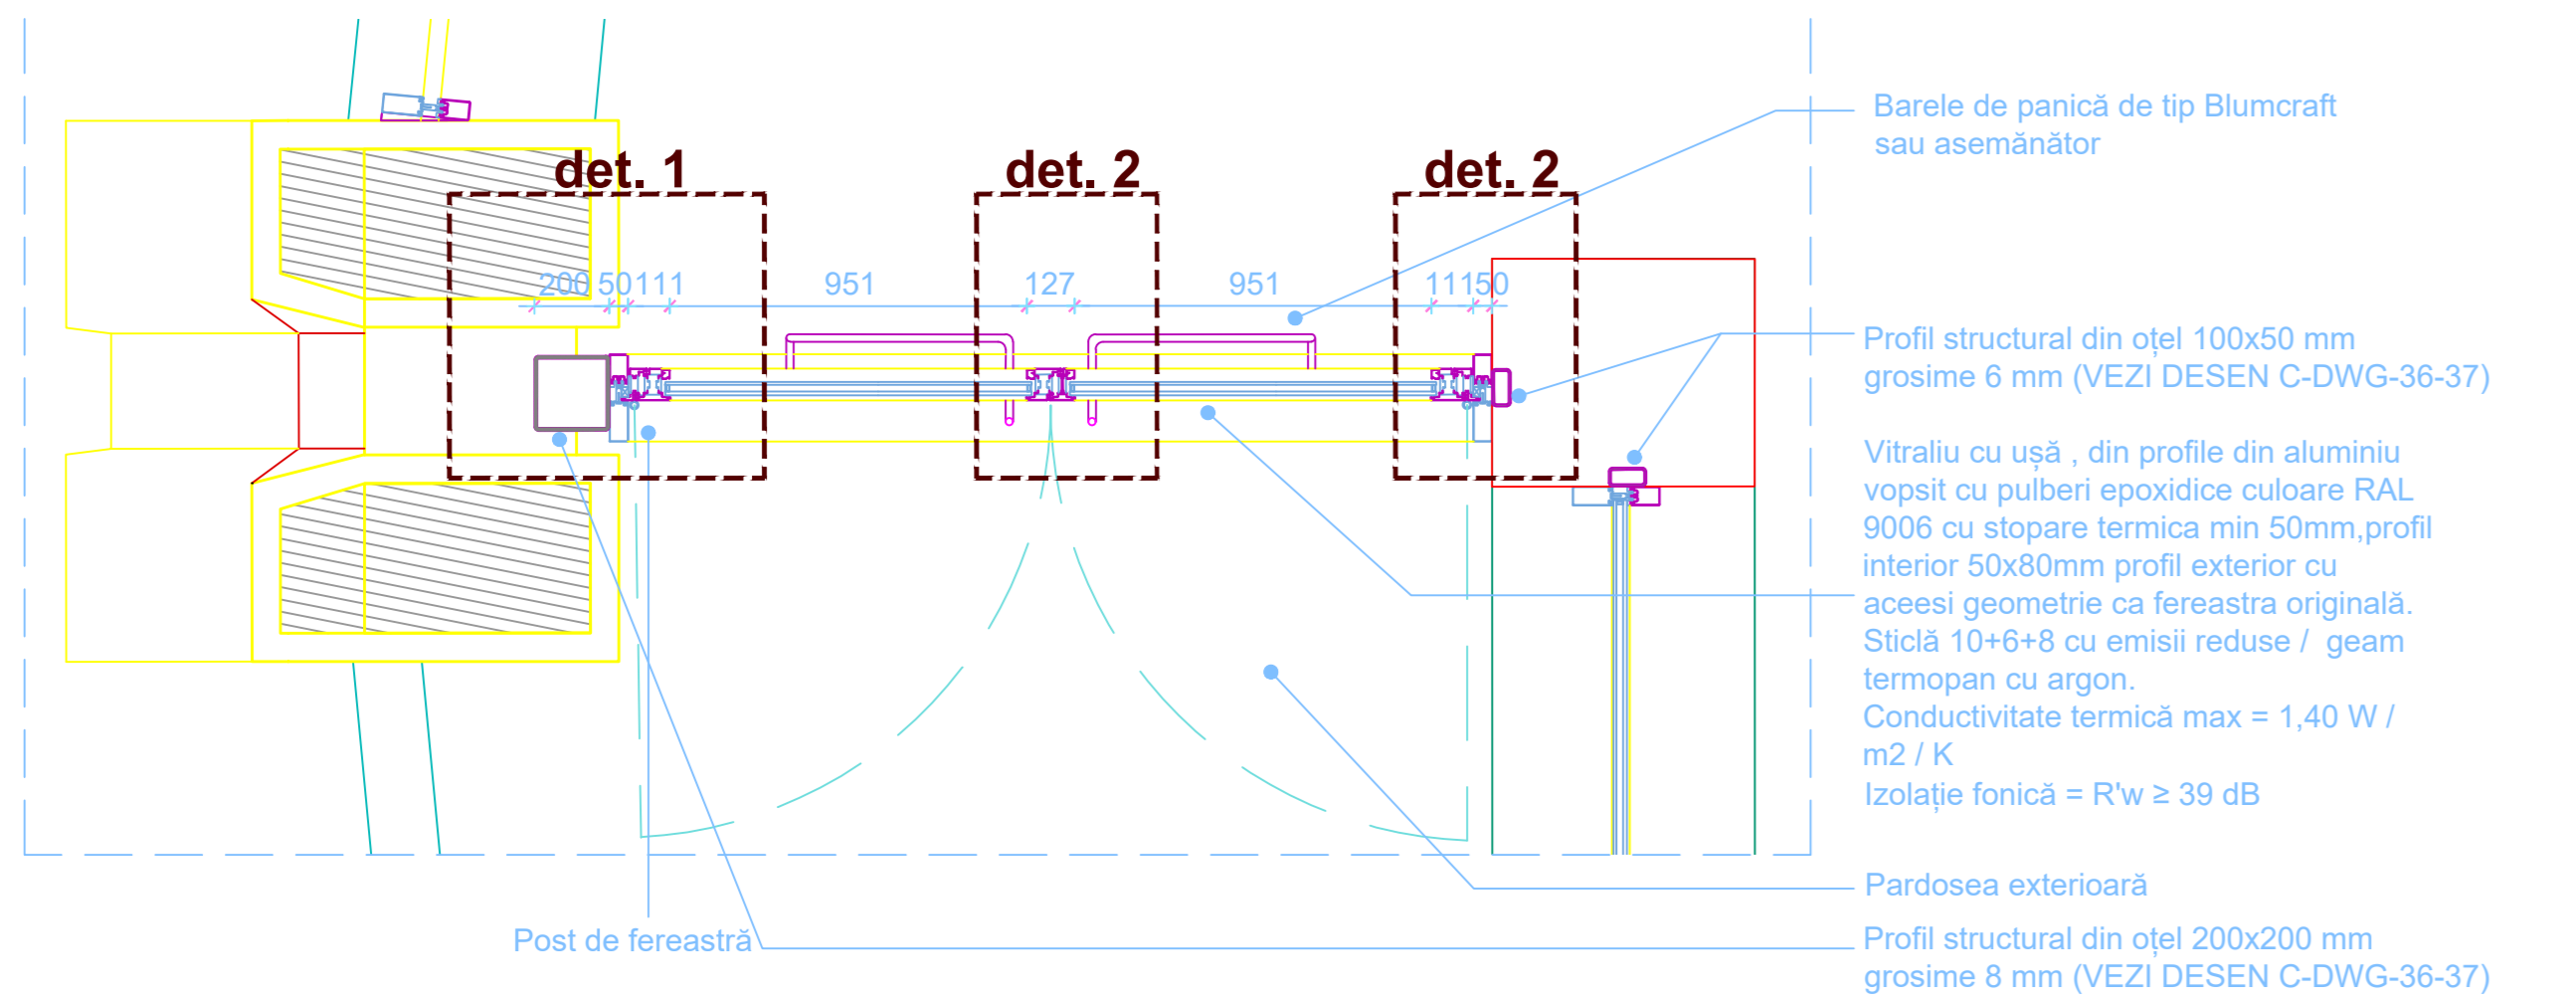 Barele de panică de tip Blumcraft
sau asemănător
det. 1 det. 2 det. 2
200 50 111 951 127 951 111 50
Profil structural din oțel 100x50 mm
grosime 6 mm (VEZI DESEN C-DWG-36-37)
Vitraliu cu ușă , din profile din aluminiu
vopsit cu pulberi epoxidice culoare RAL
9006 cu stopare termica min 50mm,profil
interior 50x80mm profil exterior cu
aceesi geometrie ca fereastra originală.
Sticlă 10+6+8 cu emisii reduse / geam
termopan cu argon.
Conductivitate termică max = 1,40 W /
m2 / K
Izolație fonică = R'w ≥ 39 dB
Pardosea exterioară
Post de fereastră
Profil structural din oțel 200x200 mm
grosime 8 mm (VEZI DESEN C-DWG-36-37)